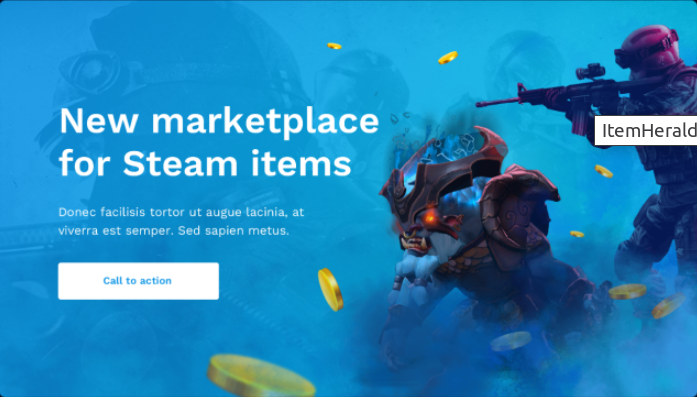 New marketplace
for Steam items
ItemHerald
Donec facilisis tortor ut augue lacinia, at
viverra est semper. Sed sapien metus.
Call to action